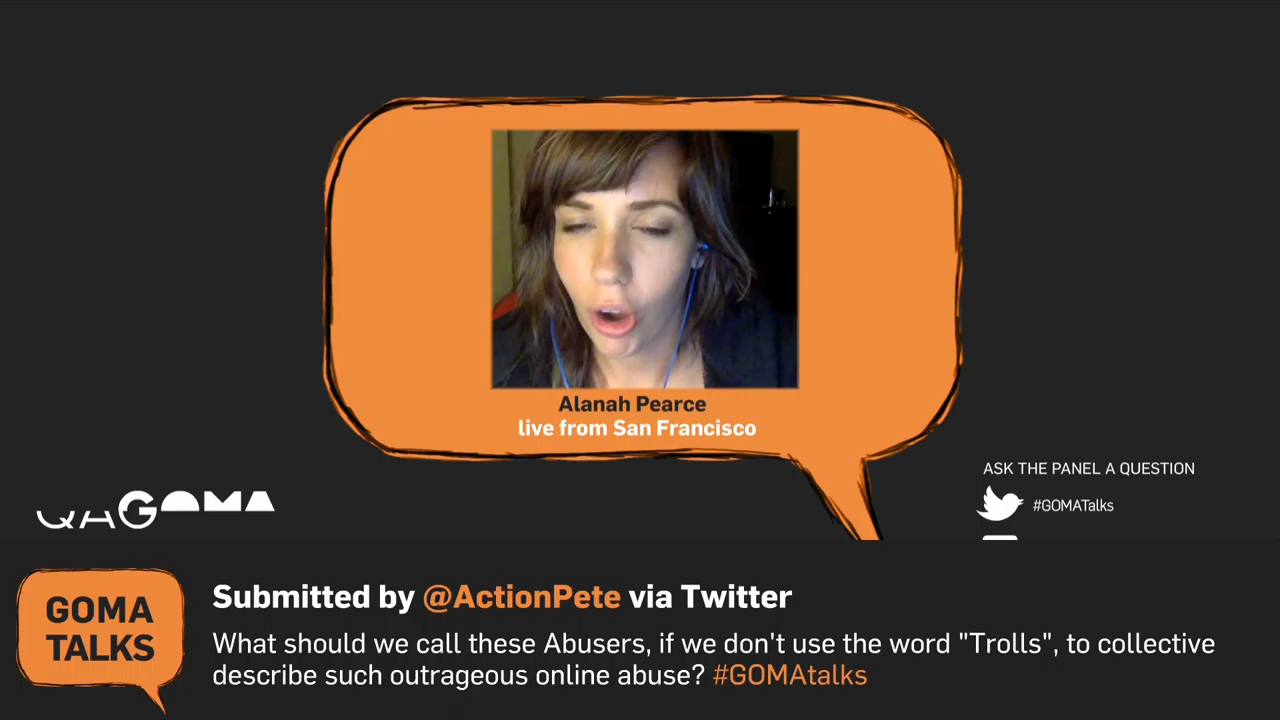 Alanah Pearce
live from San Francisco
ASK THE PANEL A QUESTION
#GOMATalks
QAGOMA
GOMA
TALKS
Submitted by @ActionPete via Twitter
What should we call these Abusers, if we don't use the word "Trolls", to collective
describe such outrageous online abuse? #GOMAtalks